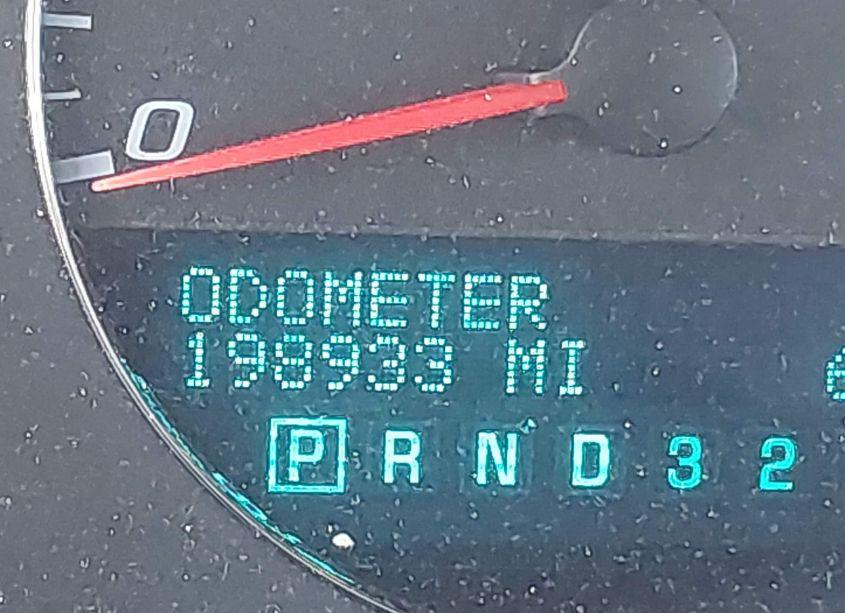 0
ODOMETER
198933 MI
P R N D 3 2